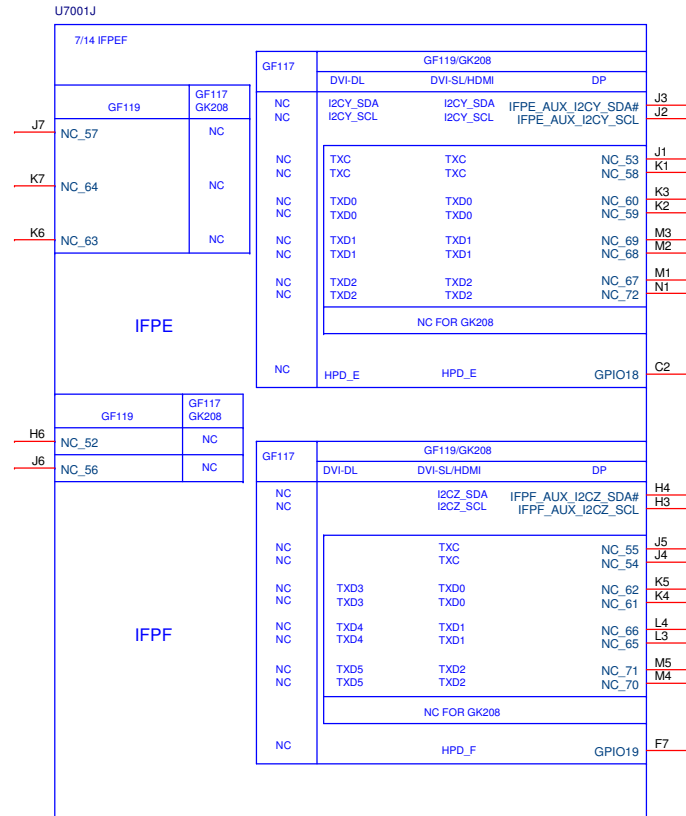 U7001J
7/14 IFPEF
GF119 GF117 GK208
J7 NC_57 NC
K7 NC_64 NC
K6 NC_63 NC
IFPE
GF117 GF119/GK208
DVI-DL DVI-SL/HDMI DP
NC I2CY_SDA I2CY_SDA IFPE_AUX_I2CY_SDA# J3
NC I2CY_SCL I2CY_SCL IFPE_AUX_I2CY_SCL J2
NC TXC TXC NC_53 J1
NC TXC TXC NC_58 K1
NC TXD0 TXD0 NC_60 K3
NC TXD0 TXD0 NC_59 K2
NC TXD1 TXD1 NC_69 M3
NC TXD1 TXD1 NC_68 M2
NC TXD2 TXD2 NC_67 M1
NC TXD2 TXD2 NC_72 N1
NC FOR GK208
NC HPD_E HPD_E GPIO18 C2
GF119 GF117 GK208
H6 NC_52 NC
J6 NC_56 NC
IFPF
GF117 GF119/GK208
DVI-DL DVI-SL/HDMI DP
NC I2CZ_SDA IFPF_AUX_I2CZ_SDA# H4
NC I2CZ_SCL IFPF_AUX_I2CZ_SCL H3
NC TXC NC_55 J5
NC TXC NC_54 J4
NC TXD3 TXD0 NC_62 K5
NC TXD3 TXD0 NC_61 K4
NC TXD4 TXD1 NC_66 L4
NC TXD4 TXD1 NC_65 L3
NC TXD5 TXD2 NC_71 M5
NC TXD5 TXD2 NC_70 M4
NC FOR GK208
NC HPD_F GPIO19 F7